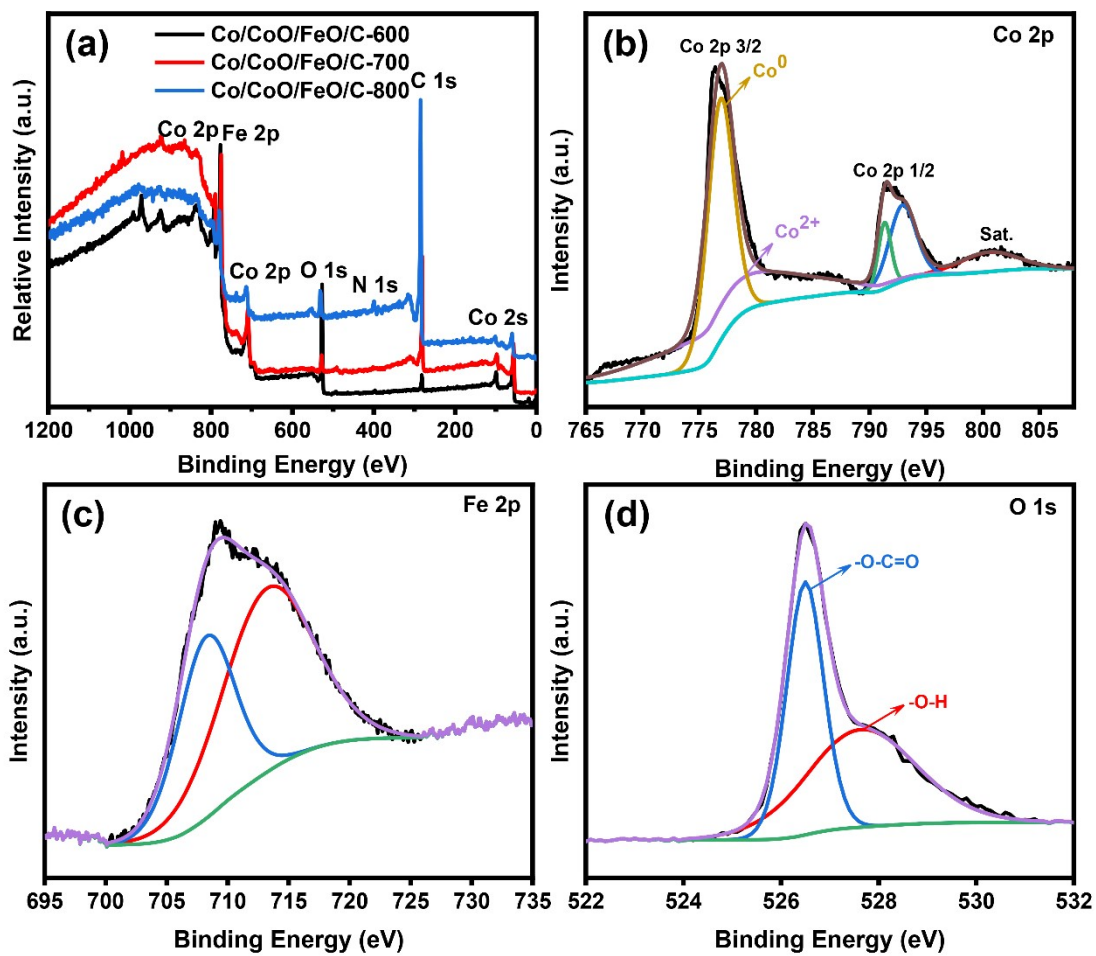 (a)
Co/CoO/FeO/C-600
Co/CoO/FeO/C-700
Co/CoO/FeO/C-800
C 1s
Co 2p
Fe 2p
Co 2p
O 1s
N 1s
Co 2s
Relative Intensity (a.u.)
1200 1000 800 600 400 200 0
Binding Energy (eV)
(b)
Co 2p
Co 2p 3/2
Co⁰
Co 2p 1/2
Co²⁺
Sat.
Intensity (a.u.)
765 770 775 780 785 790 795 800 805
Binding Energy (eV)
(c)
Fe 2p
Intensity (a.u.)
695 700 705 710 715 720 725 730 735
Binding Energy (eV)
(d)
O 1s
-O-C=O
-O-H
Intensity (a.u.)
522 524 526 528 530 532
Binding Energy (eV)